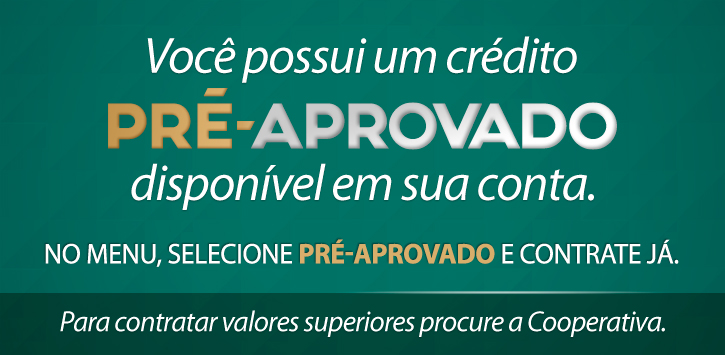 Você possui um crédito
PRÉ-APROVADO
disponível em sua conta.
NO MENU, SELECIONE PRÉ-APROVADO E CONTRATE JÁ.
Para contratar valores superiores procure a Cooperativa.